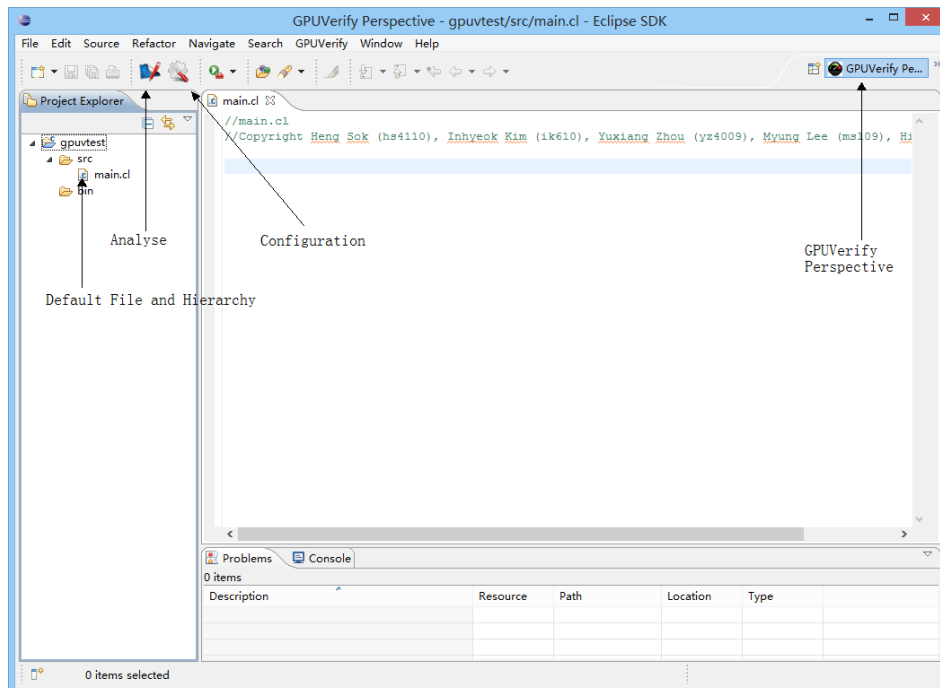 GPUVerify Perspective - gpuvtest/src/main.cl - Eclipse SDK
File Edit Source Refactor Navigate Search GPUVerify Window Help
GPUVerify Pe...
Project Explorer
main.cl
//main.cl
//Copyright Heng Sok (hs4110), Inhyeok Kim (ik610), Yuxiang Zhou (yz4009), Myung Lee (msl09), Hi
gpuvtest
src
main.cl
bin
Analyse
Configuration
GPUVerify
Perspective
Default File and Hierarchy
Problems Console
0 items
Description Resource Path Location Type
0 items selected